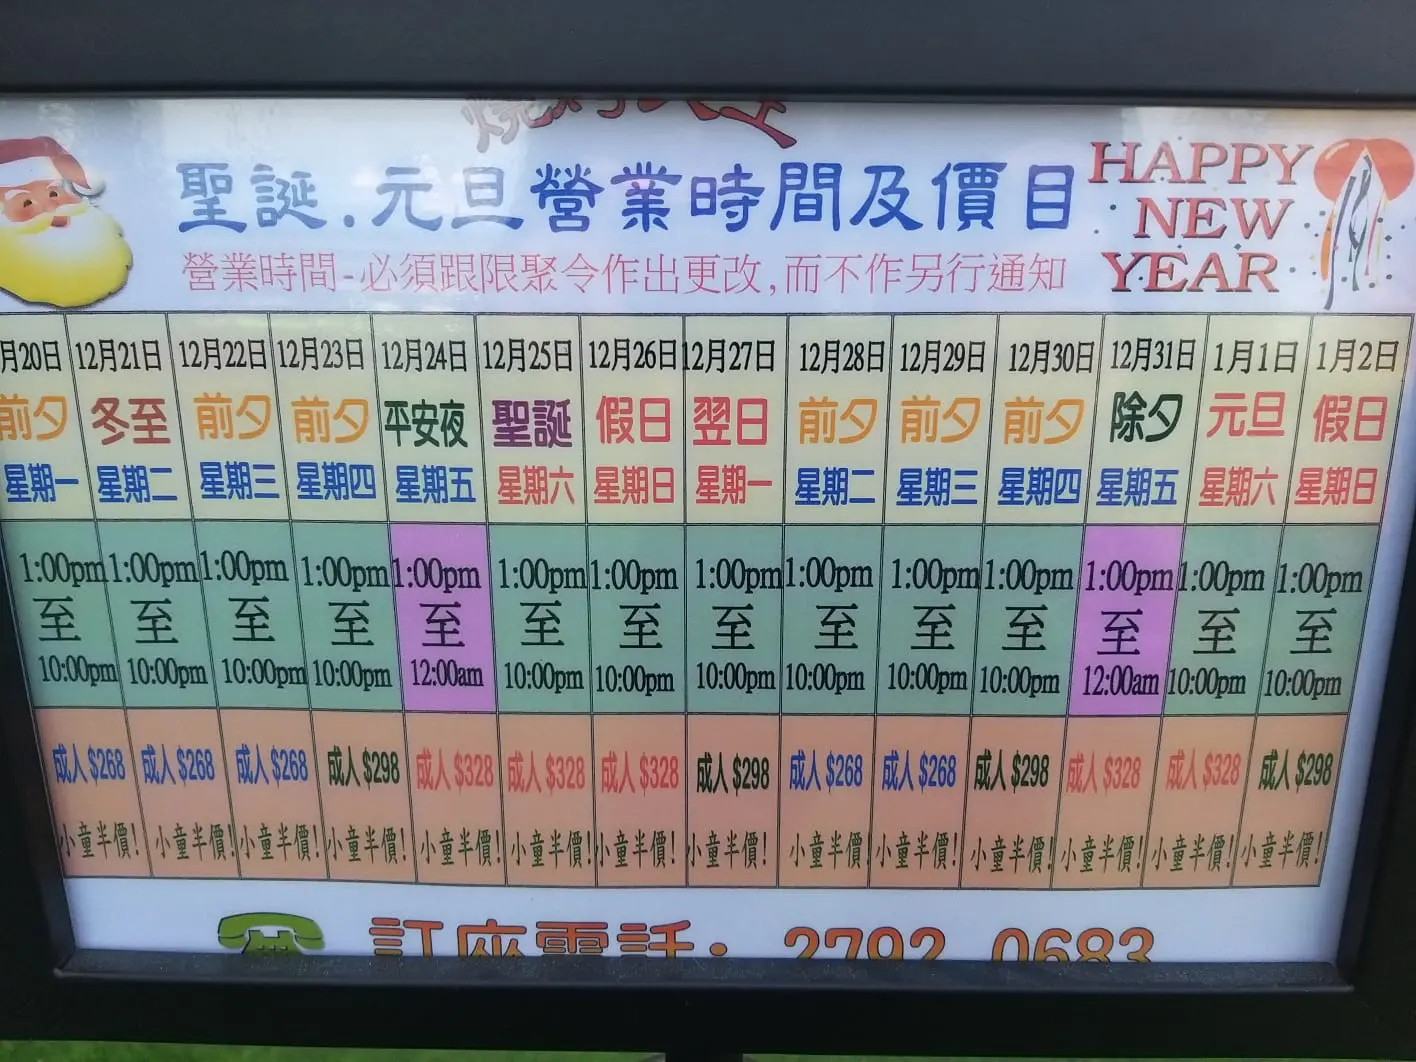 聖誕.元旦營業時間及價目
HAPPY
NEW
YEAR
營業時間-必須跟限聚令作出更改,而不作另行通知
月20日 12月21日 12月22日 12月23日 12月24日 12月25日 12月26日 12月27日 12月28日 12月29日 12月30日 12月31日 1月1日 1月2日
前夕 冬至 前夕 前夕 平安夜 聖誕 假日 翌日 前夕 前夕 前夕 除夕 元旦 假日
星期一 星期二 星期三 星期四 星期五 星期六 星期日 星期一 星期二 星期三 星期四 星期五 星期六 星期日
1:00pm 1:00pm 1:00pm 1:00pm 1:00pm 1:00pm 1:00pm 1:00pm 1:00pm 1:00pm 1:00pm 1:00pm 1:00pm 1:00pm
至 至 至 至 至 至 至 至 至 至 至 至 至 至
10:00pm 10:00pm 10:00pm 10:00pm 12:00am 10:00pm 10:00pm 10:00pm 10:00pm 10:00pm 10:00pm 12:00am 10:00pm 10:00pm
成人$268 成人$268 成人$268 成人$298 成人$328 成人$328 成人$328 成人$298 成人$268 成人$268 成人$298 成人$328 成人$328 成人$298
小童半價! 小童半價! 小童半價! 小童半價! 小童半價! 小童半價! 小童半價! 小童半價! 小童半價! 小童半價! 小童半價! 小童半價! 小童半價! 小童半價!
訂座電話: 2792 0683